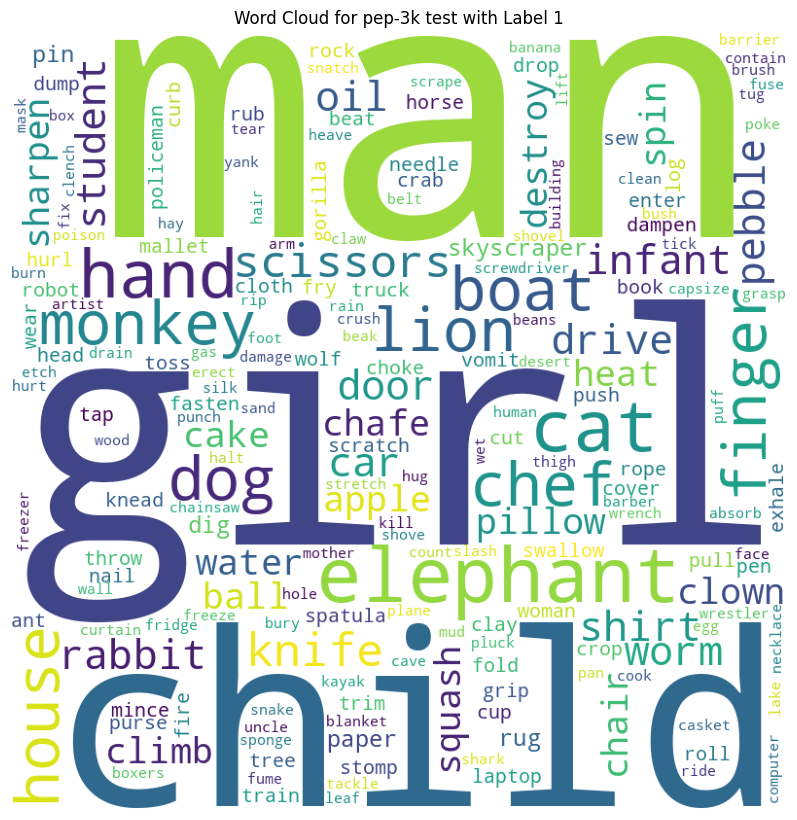 Word Cloud for pep-3k test with Label 1
man
girl
child
pin
dump
mask
box
sharpen
clench
fix
student
poison
hurl
burn
robot
artist
wear
policeman
curb
hay
mallet
rub
tear
yank
hair
rock
snatch
oil
heave
beat
gorilla
scrape
horse
needle
crab
belt
banana
drop
lift
destroy
building
shovel
sew
spin
log
clean
enter
bush
dampen
tick
barrier
contain
brush
fuse
tug
poke
pebble
hand
arm
scissors
claw
skyscraper
screwdriver
infant
book
capsize
grasp
cloth
fry
truck
rip
rain
crush
beak
boat
beans
monkey
lion
drive
head
drain
etch
hurt
toss
gas
erect
foot
damage
silk
wolf
choke
vomit
desert
heat
push
finger
puff
fasten
punch
sand
door
human
cat
tap
wood
cake
halt
chafe
scratch
car
hug
wet
cut
thigh
rope
cover
barber
wrench
exhale
absorb
dog
knead
chainsaw
stretch
apple
kill
shove
chef
pillow
freezer
dig
throw
nail
wall
water
mother
count
slash
swallow
pull
pen
face
elephant
clown
ball
hole
ant
curtain
fridge
freeze
bury
spatula
plane
mud
pluck
clay
woman
shirt
egg
wrestler
necklace
house
rabbit
knife
cave
squash
fold
crop
worm
pan
cook
lake
mince
purse
fire
climb
boxers
snake
uncle
sponge
tree
fume
train
kayak
trim
blanket
paper
stomp
tackle
leaf
grip
cup
rug
shark
laptop
chair
casket
roll
ride
computer